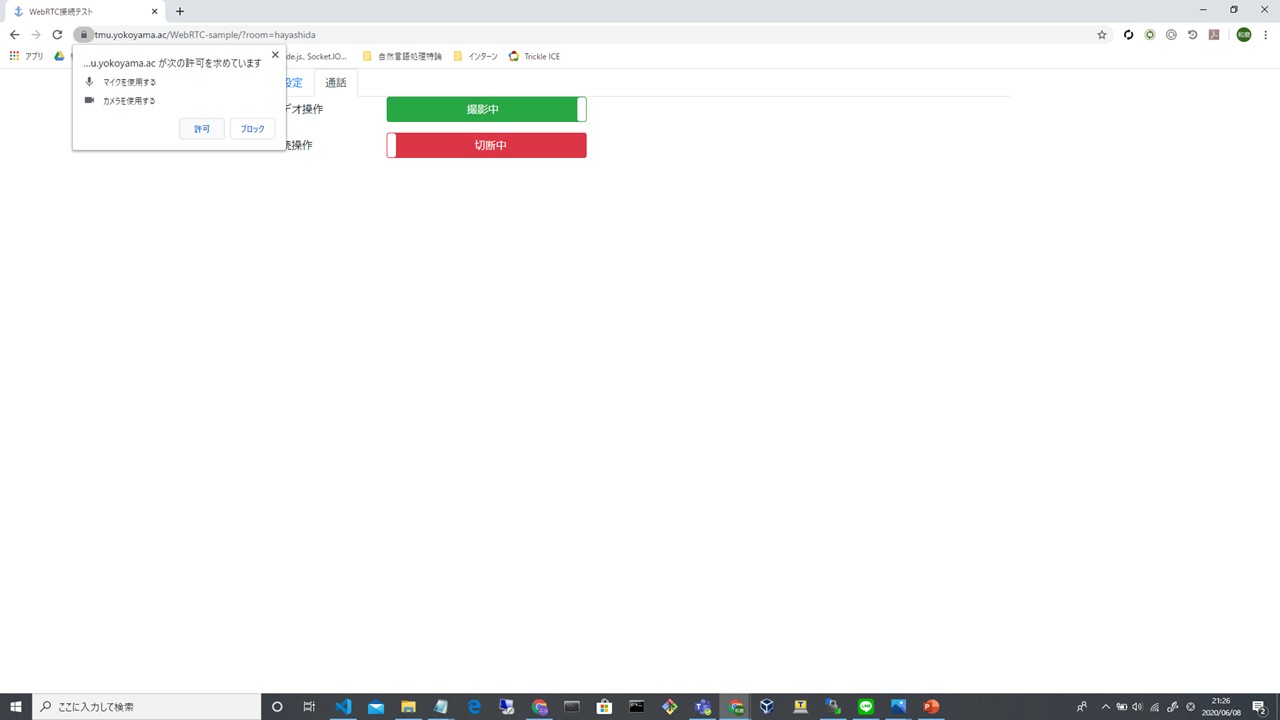 WebRTC接続テスト
tmu.yokoyama.ac/WebRTC-sample/?room=hayashida
和磨
アプリ
de.js、Socket.IO...
自然言語処理特論
インターン
Trickle ICE
...u.yokoyama.ac が次の許可を求めています
マイクを使用する
カメラを使用する
許可
ブロック
設定
通話
デオ操作
撮影中
続操作
切断中
ここに入力して検索
21:26
2020/06/08
2